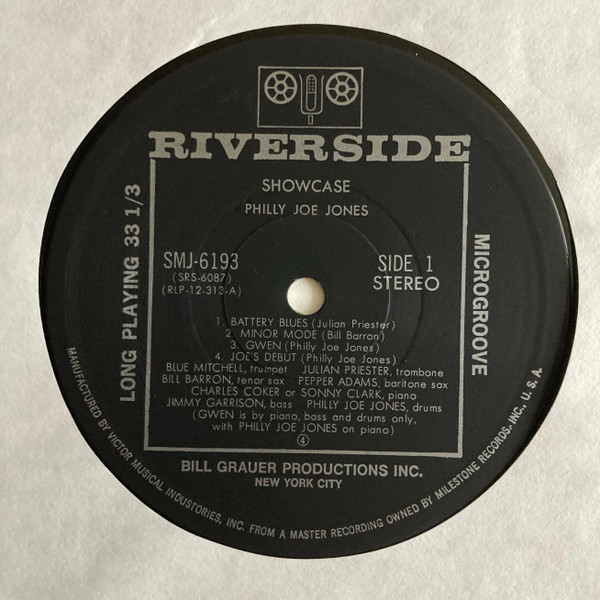 RIVERSIDE
SHOWCASE
PHILLY JOE JONES
SMJ-6193
(SRS-6087)
(RLP-12-313-A)
SIDE 1
STEREO
LONG PLAYING 33 1/3
MICROGROOVE
1. BATTERY BLUES (Julian Priester)
2. MINOR MODE (Bill Barron)
3. GWEN (Philly Joe Jones)
4. JOE'S DEBUT (Philly Joe Jones)
BLUE MITCHELL, trumpet JULIAN PRIESTER, trombone
BILL BARRON, tenor sax PEPPER ADAMS, baritone sax
CHARLES COKER or SONNY CLARK, piano
JIMMY GARRISON, bass PHILLY JOE JONES, drums
(GWEN is by piano, bass and drums only,
with PHILLY JOE JONES on piano)
④
BILL GRAUER PRODUCTIONS INC.
NEW YORK CITY
MANUFACTURED BY VICTOR MUSICAL INDUSTORIES, INC. FROM A MASTER RECORDING OWNED BY MILESTONE RECORDS, INC., U. S. A.